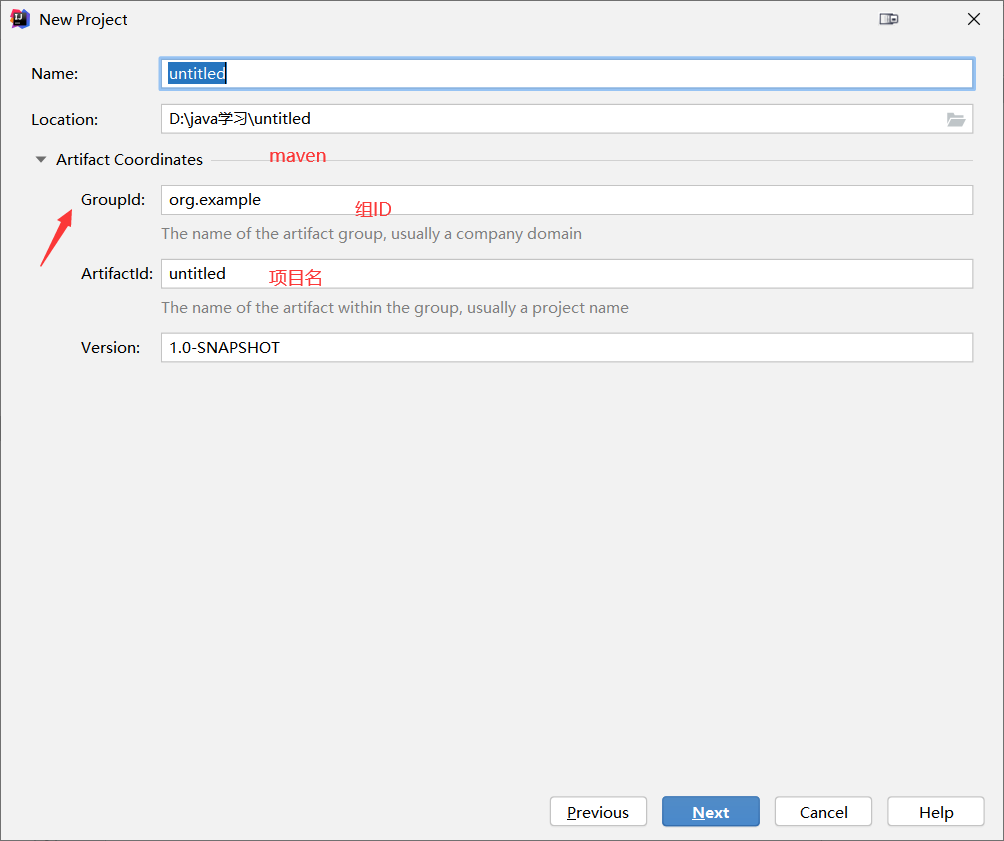 New Project
Name: untitled
Location: D:\java学习\untitled
Artifact Coordinates maven
GroupId: org.example 组ID
The name of the artifact group, usually a company domain
ArtifactId: untitled 项目名
The name of the artifact within the group, usually a project name
Version: 1.0-SNAPSHOT
Previous Next Cancel Help